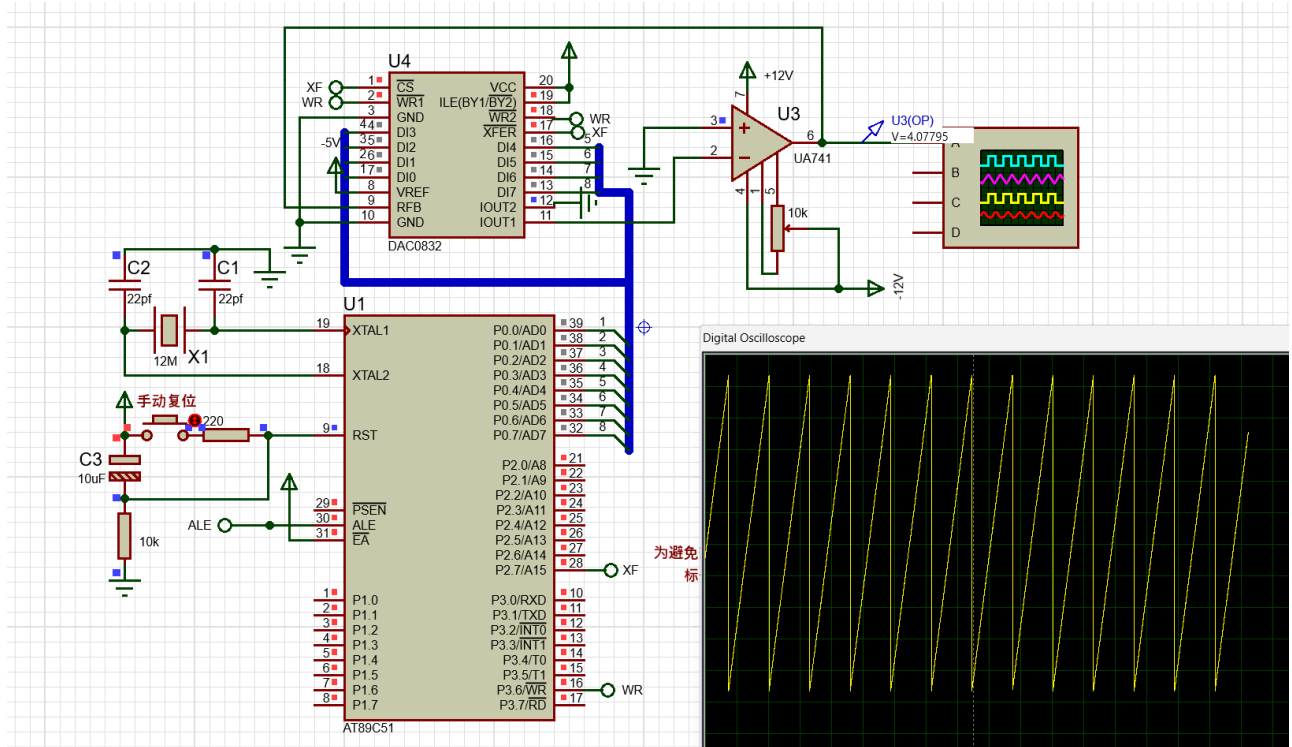 U4
XF 1 CS VCC 20
WR 2 WR1 ILE(BY1/BY2) 19
3 GND WR2 18 WR
44 DI3 XFER 17 XF
-5V 35 DI2 DI4 16 5
26 DI1 DI5 15 6
17 DI0 DI6 14 7
8 VREF DI7 13 8
9 RFB IOUT2 12
10 GND IOUT1 11
DAC0832
+12V
7
U3
3
2
6
UA741
4 1 5
10k
-12V
U3(OP)
V=4.07795
A
B
C
D
C2
22pf
C1
22pf
12M
X1
手动复位
220
C3
10uF
10k
ALE
U1
19 XTAL1 P0.0/AD0 39 1
P0.1/AD1 38 2
P0.2/AD2 37 3
18 XTAL2 P0.3/AD3 36 4
P0.4/AD4 35 5
P0.5/AD5 34 6
P0.6/AD6 33 7
9 RST P0.7/AD7 32 8
P2.0/A8 21
P2.1/A9 22
P2.2/A10 23
29 PSEN P2.3/A11 24
30 ALE P2.4/A12 25
31 EA P2.5/A13 26
P2.6/A14 27
P2.7/A15 28 XF
1 P1.0 P3.0/RXD 10
2 P1.1 P3.1/TXD 11
3 P1.2 P3.2/INT0 12
4 P1.3 P3.3/INT1 13
5 P1.4 P3.4/T0 14
6 P1.5 P3.5/T1 15
7 P1.6 P3.6/WR 16 WR
8 P1.7 P3.7/RD 17
AT89C51
为避免
标
Digital Oscilloscope